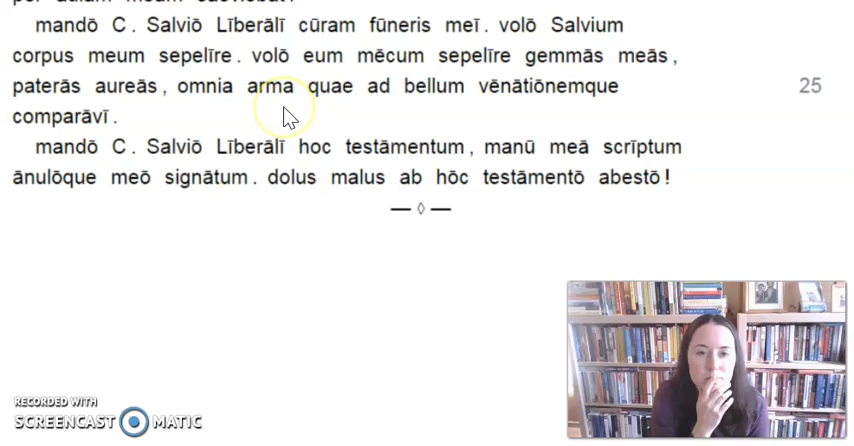 mandō C. Salviō Līberālī cūram fūneris meī. volō Salvium
corpus meum sepelīre. volō eum mēcum sepelīre gemmās meās,
paterās aureās, omnia arma quae ad bellum vēnātiōnemque 25
comparāvī.
mandō C. Salviō Līberālī hoc testāmentum, manū meā scrīptum
ānulōque meō signātum. dolus malus ab hōc testāmentō abestō!
RECORDED WITH
SCREENCAST MATIC